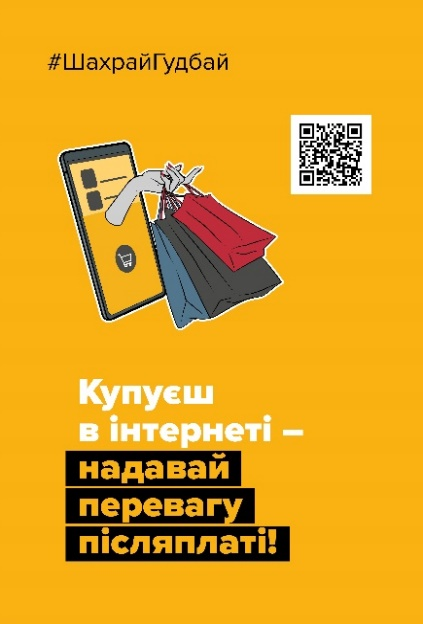 #ШахрайГудбай
Купуєш
в інтернеті –
надавай
перевагу
післяплаті!